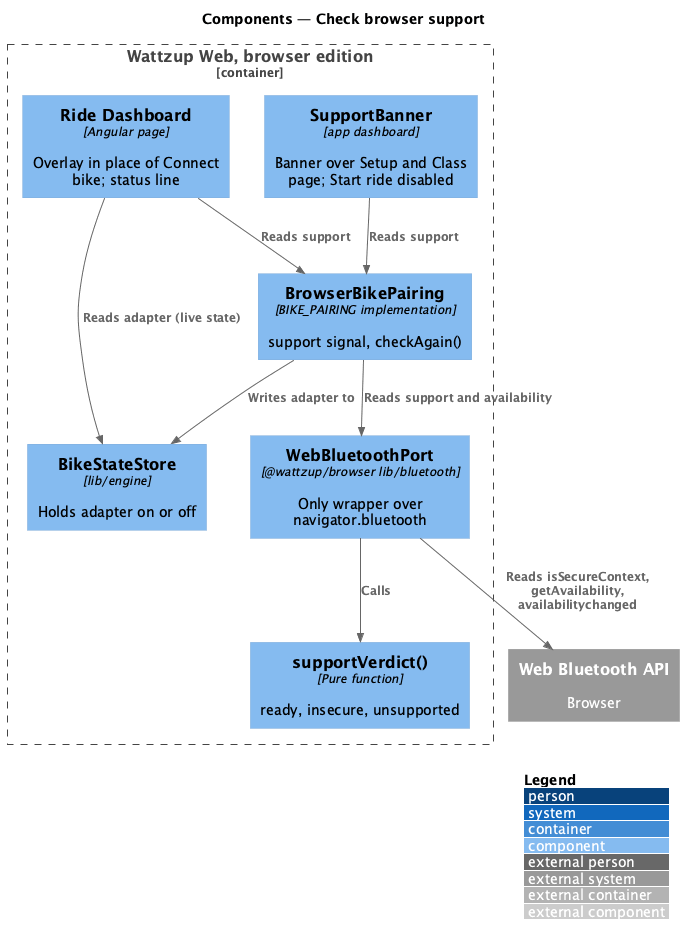 Components — Check browser support
Wattzup Web, browser edition
[container]
Ride Dashboard
[Angular page]
Overlay in place of Connect
bike; status line
SupportBanner
[app dashboard]
Banner over Setup and Class
page; Start ride disabled
Reads support
Reads support
BrowserBikePairing
[BIKE_PAIRING implementation]
support signal, checkAgain()
Reads adapter (live state)
Writes adapter to
Reads support and availability
BikeStateStore
[lib/engine]
Holds adapter on or off
WebBluetoothPort
[@wattzup/browser lib/bluetooth]
Only wrapper over
navigator.bluetooth
Calls
Reads isSecureContext,
getAvailability,
availabilitychanged
supportVerdict()
[Pure function]
ready, insecure, unsupported
Web Bluetooth API
Browser
Legend
person
system
container
component
external person
external system
external container
external component